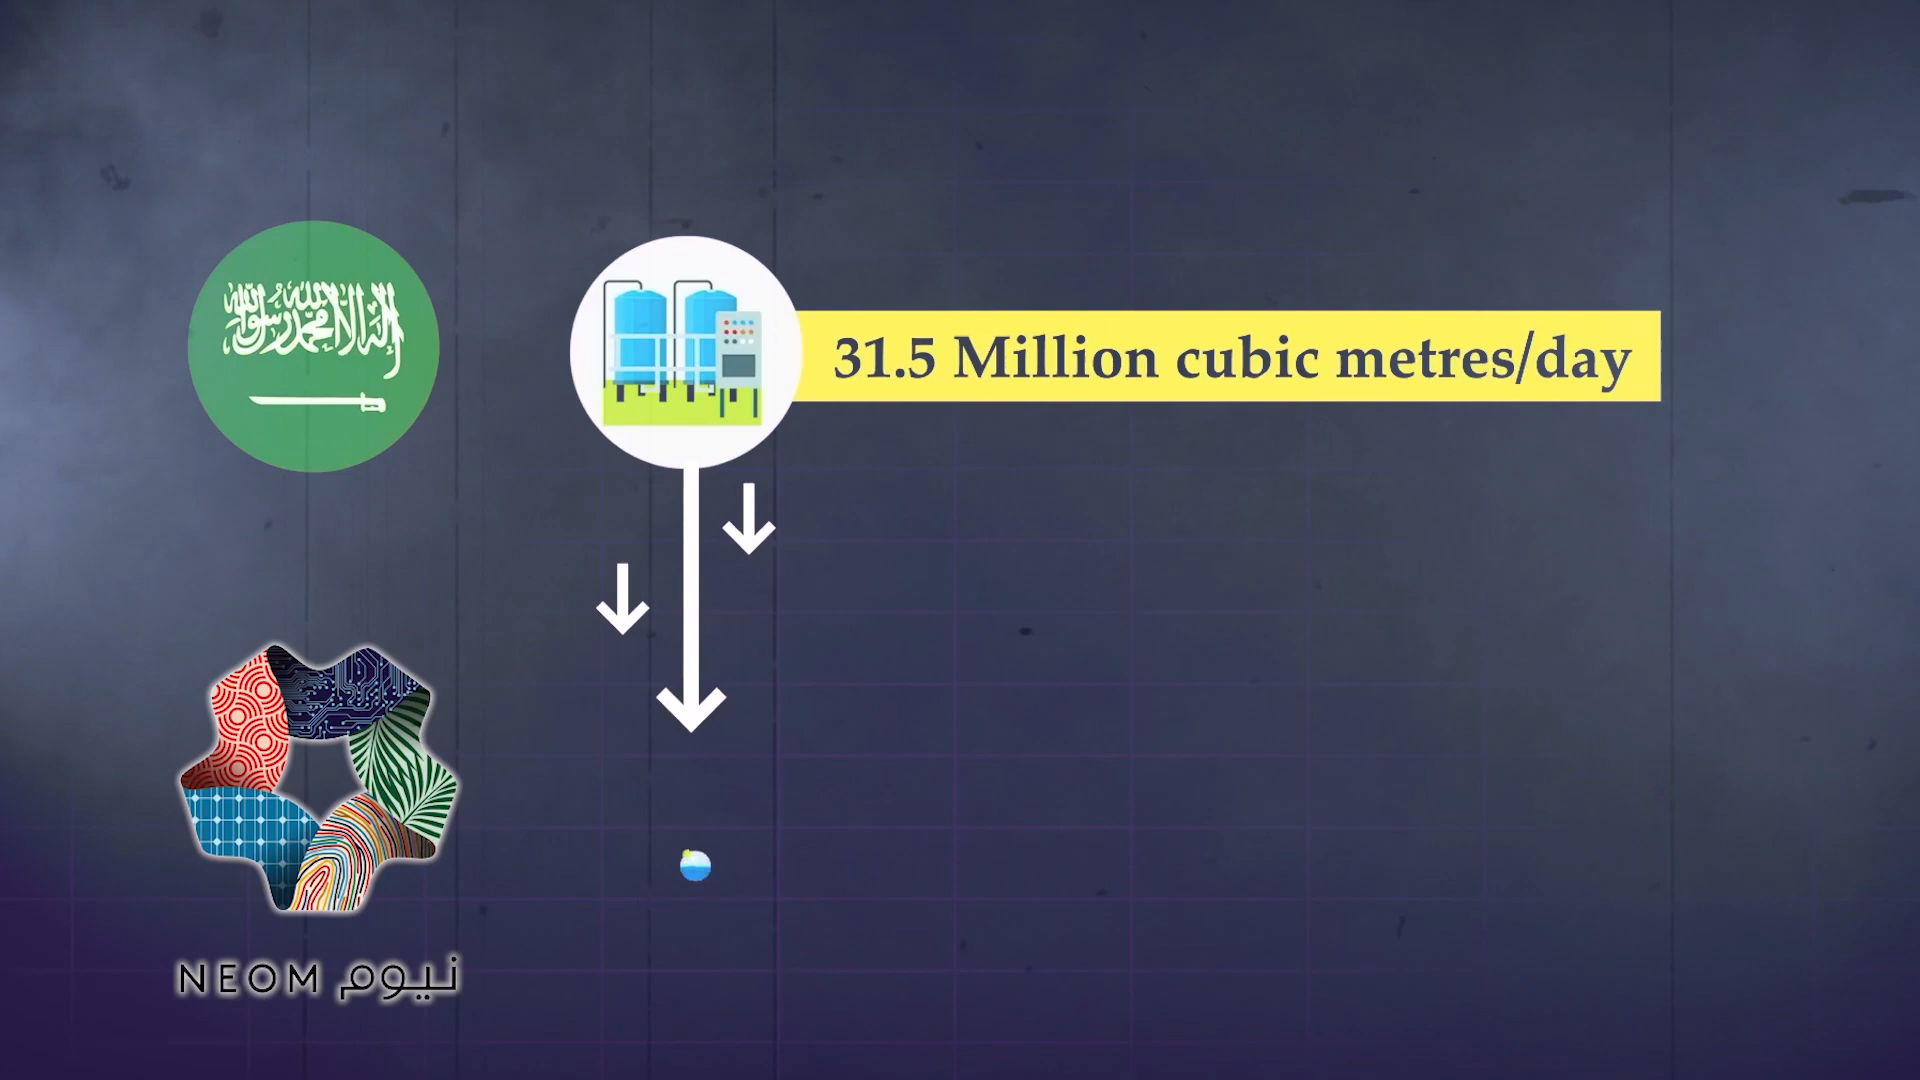 لا إله إلا الله محمد رسول الله
31.5 Million cubic metres/day
NEOM نيوم